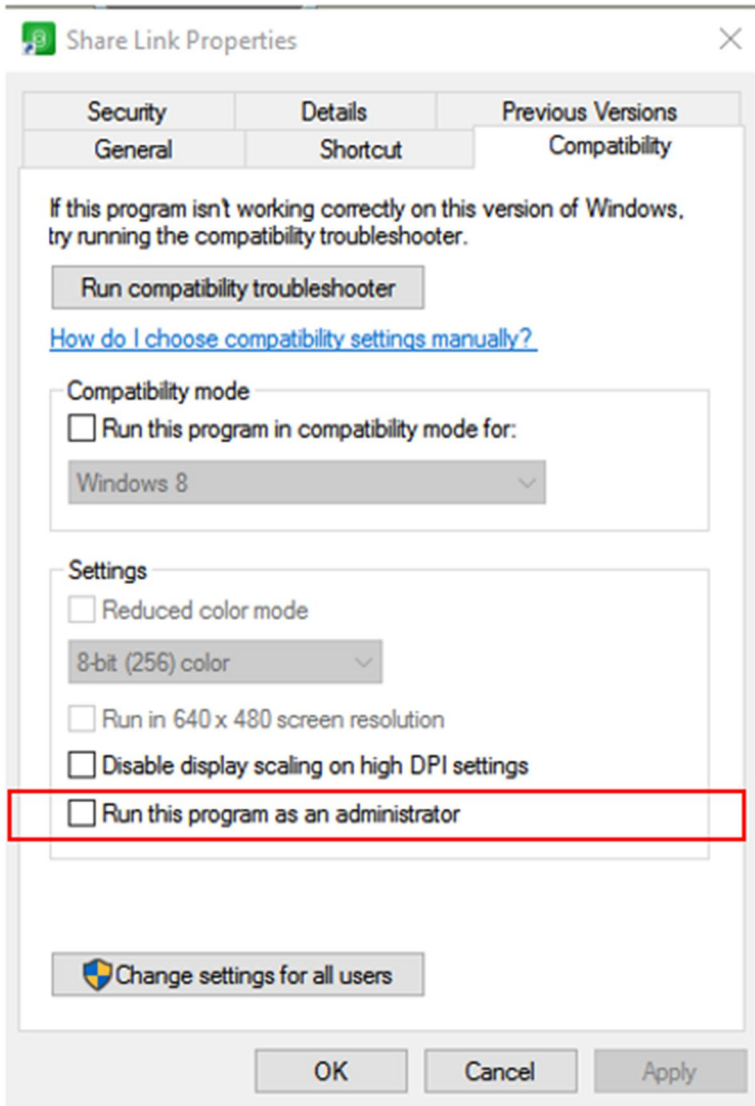 Share Link Properties
Security Details Previous Versions
General Shortcut Compatibility
If this program isn't working correctly on this version of Windows,
try running the compatibility troubleshooter.
Run compatibility troubleshooter
How do I choose compatibility settings manually?
Compatibility mode
Run this program in compatibility mode for:
Windows 8
Settings
Reduced color mode
8-bit (256) color
Run in 640 x 480 screen resolution
Disable display scaling on high DPI settings
Run this program as an administrator
Change settings for all users
OK Cancel Apply